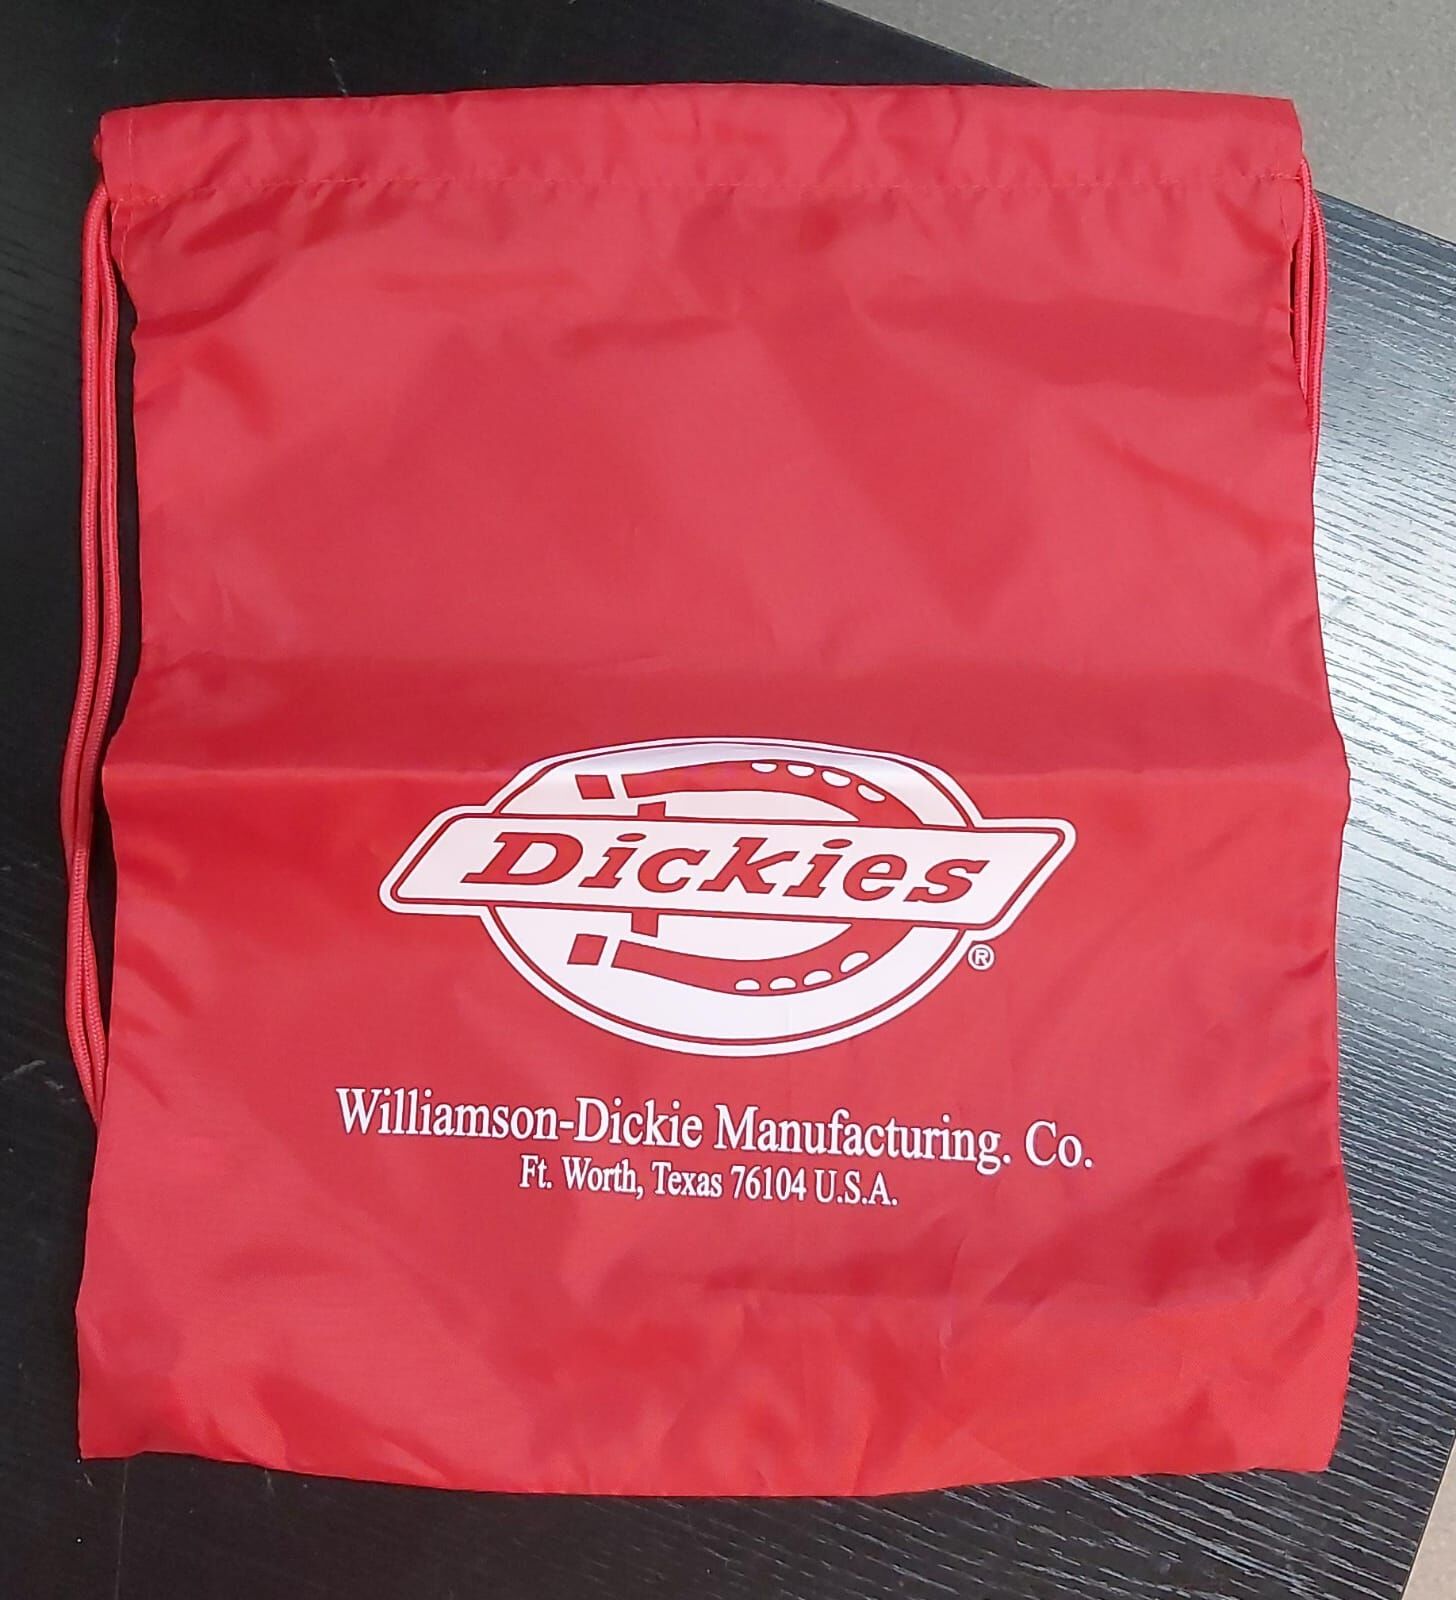 Dickies
®
Williamson-Dickie Manufacturing. Co.
Ft. Worth, Texas 76104 U.S.A.